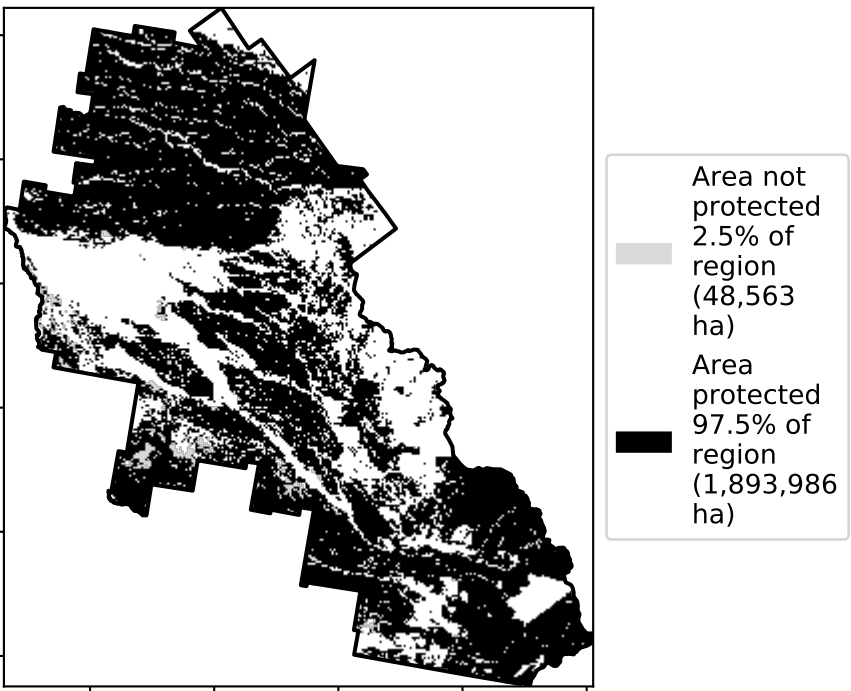 Area not
protected
2.5% of
region
(48,563
ha)
Area
protected
97.5% of
region
(1,893,986
ha)